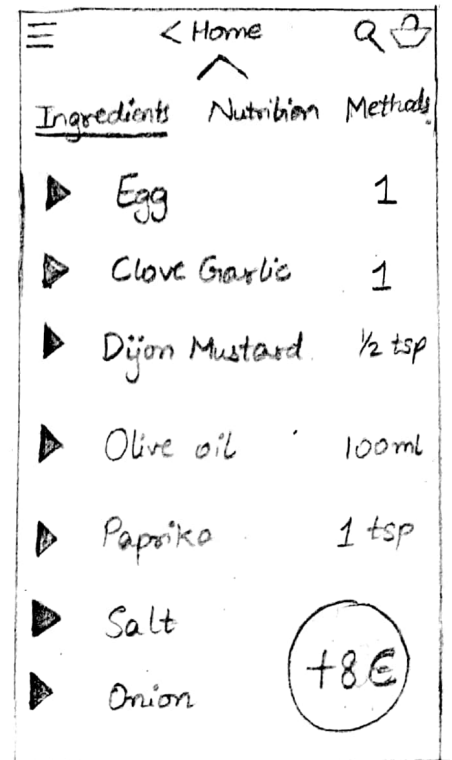 < Home
Ingredients Nutrition Methods
Egg 1
Clove Garlic 1
Dijon Mustard ½ tsp
Olive oil 100ml
Paprika 1 tsp
Salt
Onion
+8€